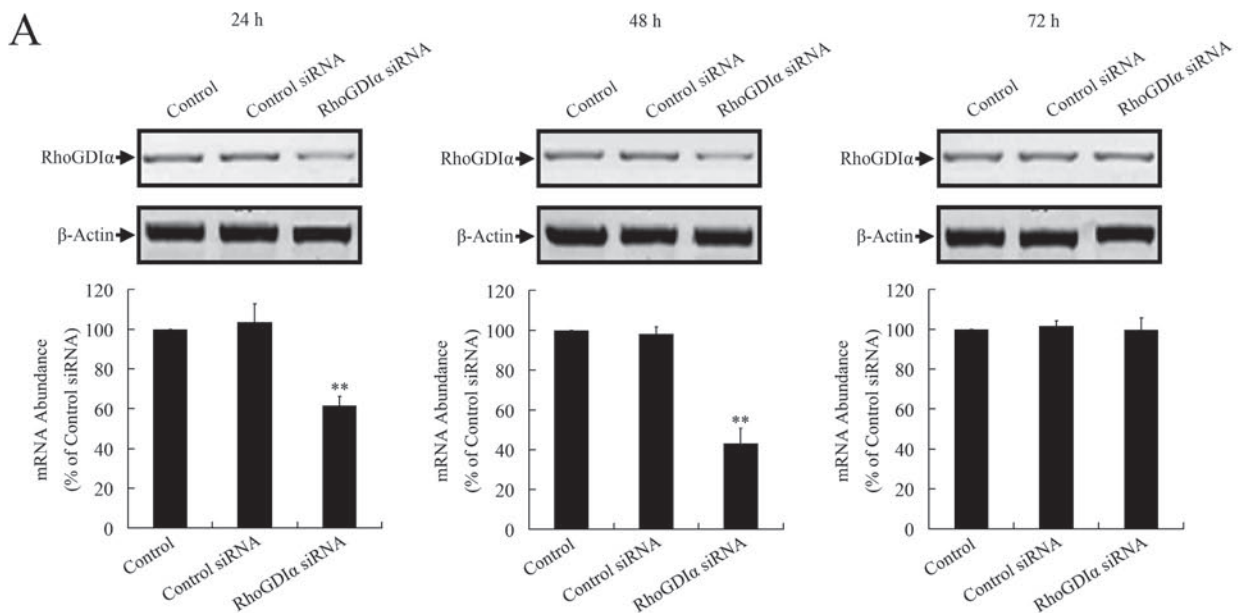 A
24 h
48 h
72 h
Control
Control siRNA
RhoGDIα siRNA
Control
Control siRNA
RhoGDIα siRNA
Control
Control siRNA
RhoGDIα siRNA
RhoGDIα
RhoGDIα
RhoGDIα
β-Actin
β-Actin
β-Actin
mRNA Abundance
(% of Control siRNA)
120
100
80
60
40
20
0
**
Control
Control siRNA
RhoGDIα siRNA
mRNA Abundance
(% of Control siRNA)
120
100
80
60
40
20
0
**
Control
Control siRNA
RhoGDIα siRNA
mRNA Abundance
(% of Control siRNA)
120
100
80
60
40
20
0
Control
Control siRNA
RhoGDIα siRNA